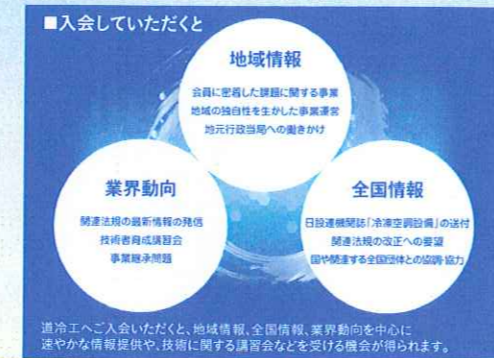 ■入会していただくと
地域情報
会員に密着した課題に関する事業
地域の独自性を生かした事業運営
地元行政当局への働きかけ
業界動向
関連法規の最新情報の発信
技術者育成講習会
事業継承問題
全国情報
日設連機関誌「冷凍空調設備」の送付
関連法規の改正への要望
国や関連する全国団体との協調・協力
道冷工へご入会いただくと、地域情報、全国情報、業界動向を中心に
速やかな情報提供や、技術に関する講習会などを受ける機会が得られます。